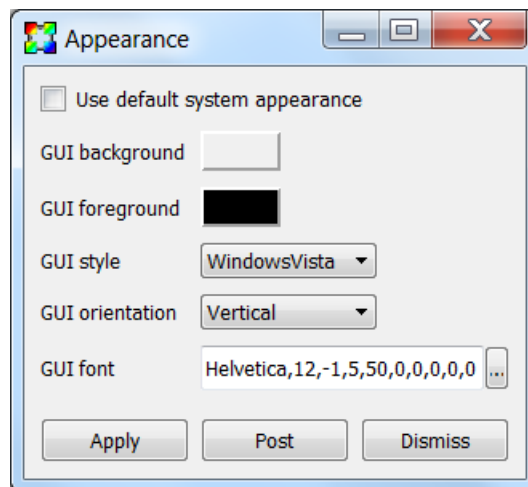 Appearance
Use default system appearance
GUI background
GUI foreground
GUI style WindowsVista
GUI orientation Vertical
GUI font Helvetica,12,-1,5,50,0,0,0,0,0 ...
Apply Post Dismiss